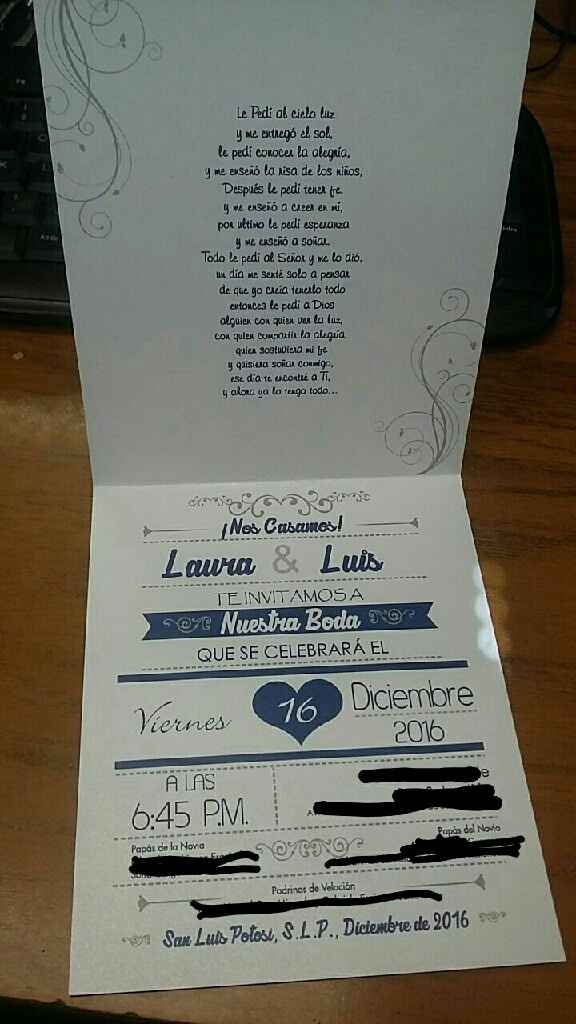 Le Pedí al cielo luz
y me entregó el sol,
le pedí conocer la alegría,
y me enseñó la risa de los niños,
Después le pedí tener fe
y me enseñó a creer en mí,
por ultimo le pedí esperanza
y me enseñó a soñar.
Todo le pedí al Señor y me lo dió,
un día me senté solo a pensar
de que yo creía tenerlo todo
entonces le pedí a Dios
alguien con quien ver la luz,
con quien compartir la alegría
quien sostuviera mi fe
y quisiera soñar conmigo,
ese día te encontré a Ti,
y ahora ya lo tengo todo...
¡Nos Casamos!
Laura & Luis
TE INVITAMOS A
Nuestra Boda
QUE SE CELEBRARÁ EL
Viernes 16 Diciembre
2016
A LAS
6:45 P.M.
Papás de la Novia
Papás del Novio
Padrinos de Velación
San Luis Potosí, S.L.P., Diciembre de 2016